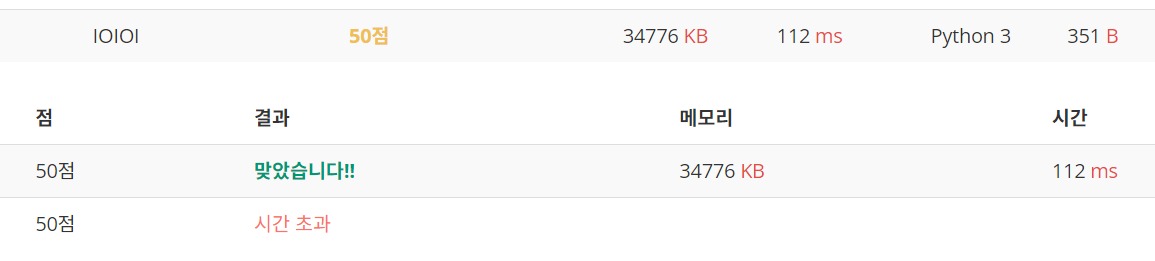 IOIOI 50점 34776 KB 112 ms Python 3 351 B
점 결과 메모리 시간
50점 맞았습니다!! 34776 KB 112 ms
50점 시간 초과